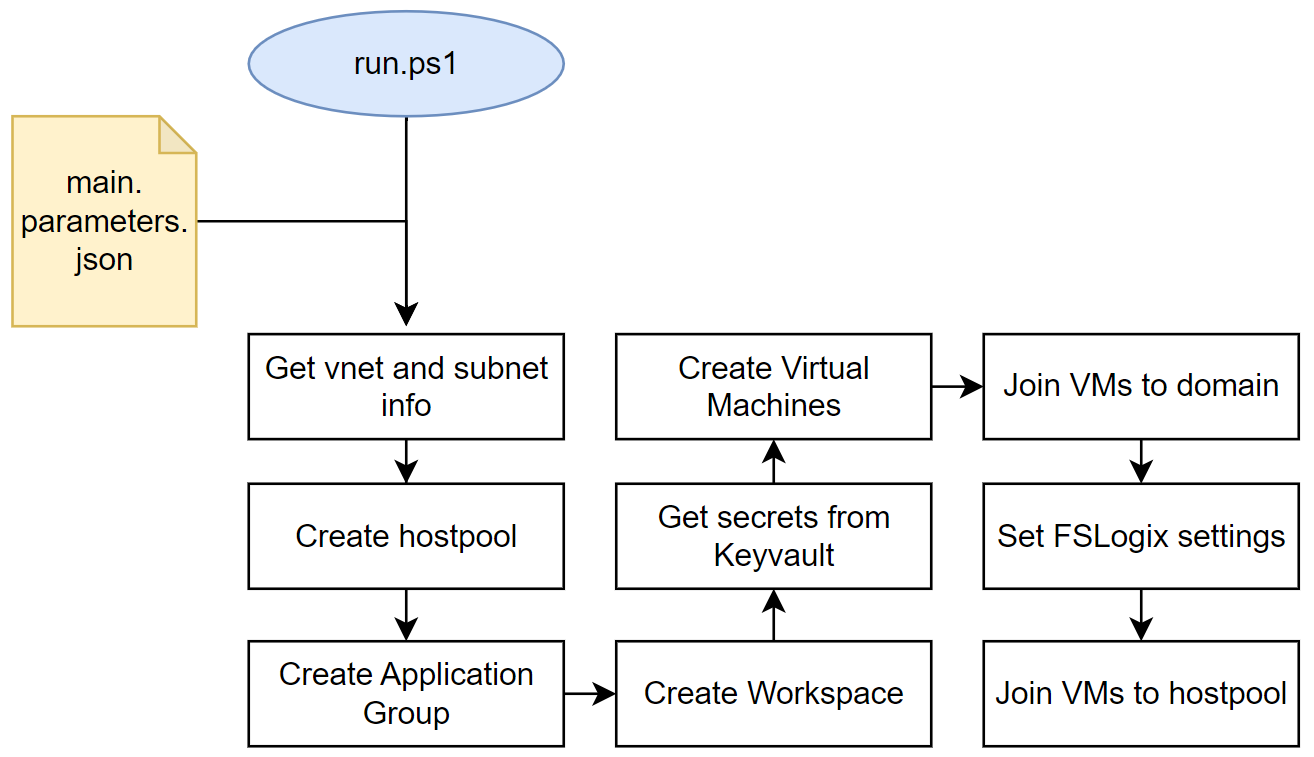 run.ps1
main.
parameters.
json
Get vnet and subnet
info
Create hostpool
Create Application
Group
Create Workspace
Get secrets from
Keyvault
Create Virtual
Machines
Join VMs to domain
Set FSLogix settings
Join VMs to hostpool